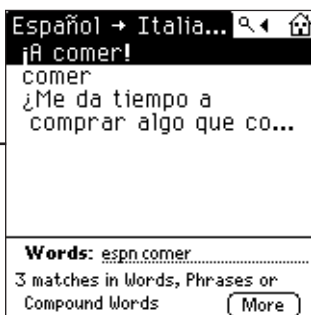 Español → Italia...
¡A comer!
comer
¿Me da tiempo a
comprar algo que co...
Words: espn comer
3 matches in Words, Phrases or
Compound Words
More